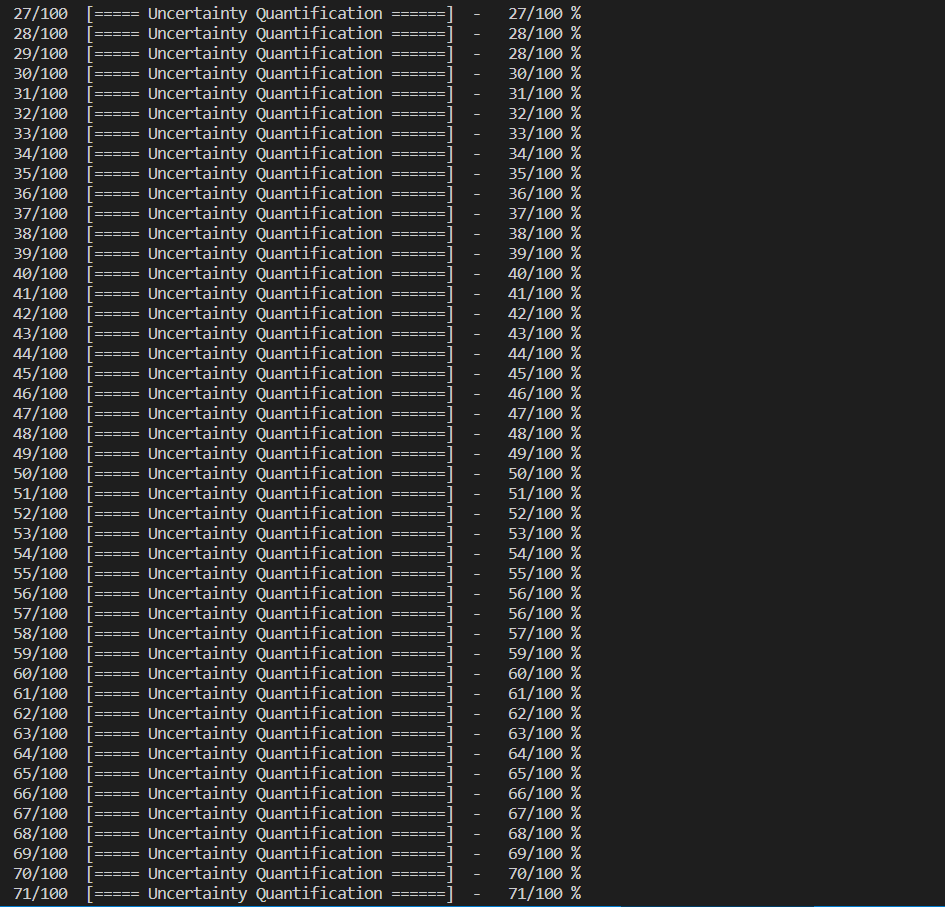 27/100 [===== Uncertainty Quantification ======] - 27/100 %
28/100 [===== Uncertainty Quantification ======] - 28/100 %
29/100 [===== Uncertainty Quantification ======] - 28/100 %
30/100 [===== Uncertainty Quantification ======] - 30/100 %
31/100 [===== Uncertainty Quantification ======] - 31/100 %
32/100 [===== Uncertainty Quantification ======] - 32/100 %
33/100 [===== Uncertainty Quantification ======] - 33/100 %
34/100 [===== Uncertainty Quantification ======] - 34/100 %
35/100 [===== Uncertainty Quantification ======] - 35/100 %
36/100 [===== Uncertainty Quantification ======] - 36/100 %
37/100 [===== Uncertainty Quantification ======] - 37/100 %
38/100 [===== Uncertainty Quantification ======] - 38/100 %
39/100 [===== Uncertainty Quantification ======] - 39/100 %
40/100 [===== Uncertainty Quantification ======] - 40/100 %
41/100 [===== Uncertainty Quantification ======] - 41/100 %
42/100 [===== Uncertainty Quantification ======] - 42/100 %
43/100 [===== Uncertainty Quantification ======] - 43/100 %
44/100 [===== Uncertainty Quantification ======] - 44/100 %
45/100 [===== Uncertainty Quantification ======] - 45/100 %
46/100 [===== Uncertainty Quantification ======] - 46/100 %
47/100 [===== Uncertainty Quantification ======] - 47/100 %
48/100 [===== Uncertainty Quantification ======] - 48/100 %
49/100 [===== Uncertainty Quantification ======] - 49/100 %
50/100 [===== Uncertainty Quantification ======] - 50/100 %
51/100 [===== Uncertainty Quantification ======] - 51/100 %
52/100 [===== Uncertainty Quantification ======] - 52/100 %
53/100 [===== Uncertainty Quantification ======] - 53/100 %
54/100 [===== Uncertainty Quantification ======] - 54/100 %
55/100 [===== Uncertainty Quantification ======] - 55/100 %
56/100 [===== Uncertainty Quantification ======] - 56/100 %
57/100 [===== Uncertainty Quantification ======] - 56/100 %
58/100 [===== Uncertainty Quantification ======] - 57/100 %
59/100 [===== Uncertainty Quantification ======] - 59/100 %
60/100 [===== Uncertainty Quantification ======] - 60/100 %
61/100 [===== Uncertainty Quantification ======] - 61/100 %
62/100 [===== Uncertainty Quantification ======] - 62/100 %
63/100 [===== Uncertainty Quantification ======] - 63/100 %
64/100 [===== Uncertainty Quantification ======] - 64/100 %
65/100 [===== Uncertainty Quantification ======] - 65/100 %
66/100 [===== Uncertainty Quantification ======] - 66/100 %
67/100 [===== Uncertainty Quantification ======] - 67/100 %
68/100 [===== Uncertainty Quantification ======] - 68/100 %
69/100 [===== Uncertainty Quantification ======] - 69/100 %
70/100 [===== Uncertainty Quantification ======] - 70/100 %
71/100 [===== Uncertainty Quantification ======] - 71/100 %